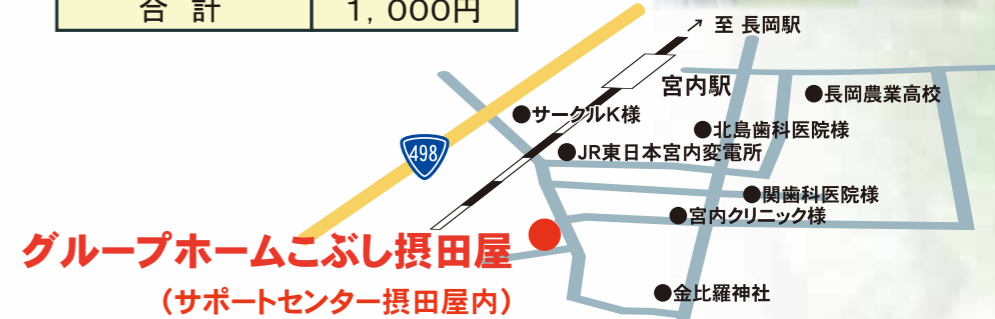 合計 1,000円
至 長岡駅
宮内駅
●長岡農業高校
●サークルK様
●北島歯科医院様
498
●JR東日本宮内変電所
●関歯科医院様
●宮内クリニック様
グループホームこぶし摂田屋
（サポートセンター摂田屋内）
●金比羅神社